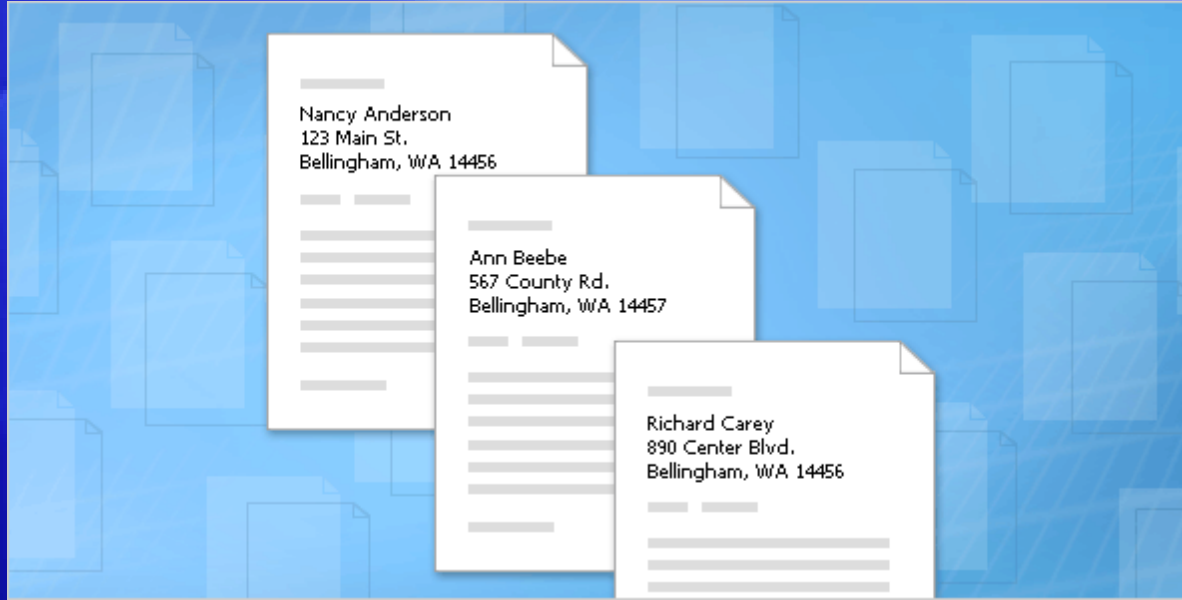 Nancy Anderson
123 Main St.
Bellingham, WA 14456
Ann Beebe
567 County Rd.
Bellingham, WA 14457
Richard Carey
890 Center Blvd.
Bellingham, WA 14456